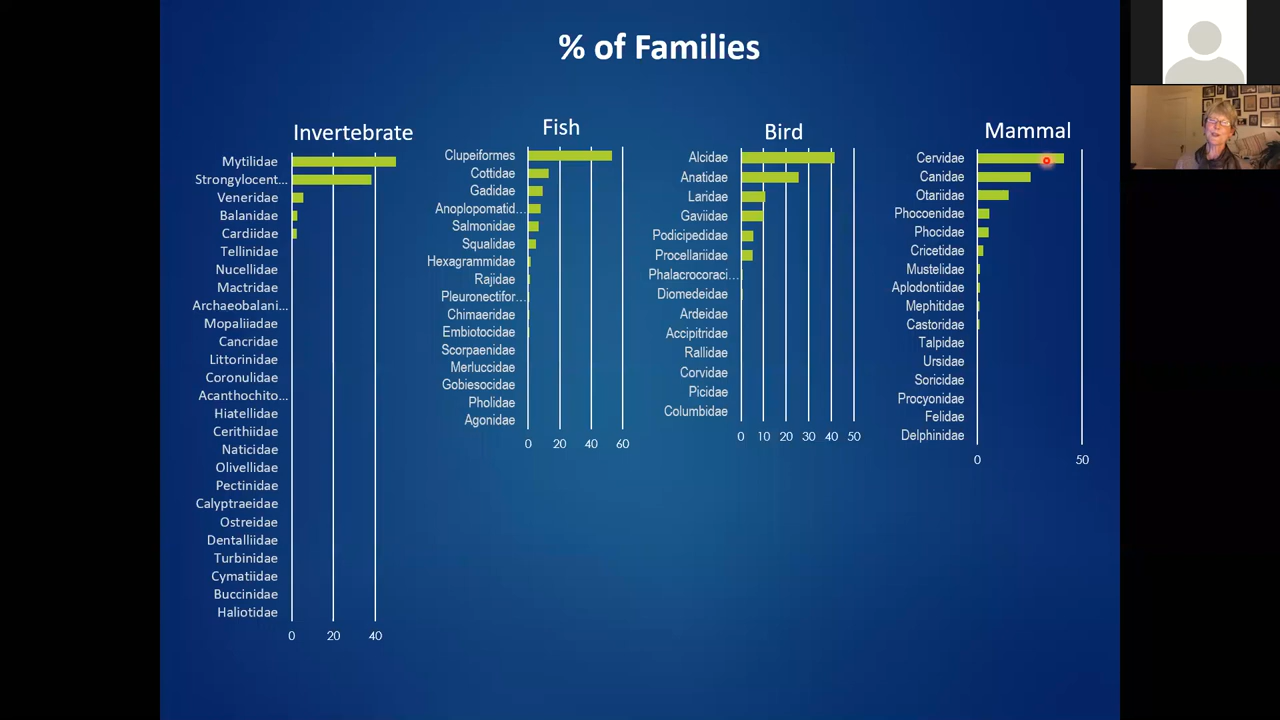 % of Families
Invertebrate
Mytilidae
Strongylocent...
Veneridae
Balanidae
Cardiidae
Tellinidae
Nucellidae
Mactridae
Archaeobalani...
Mopaliadae
Cancridae
Littorinidae
Coronulidae
Acanthochito...
Hiatellidae
Cerithiidae
Naticidae
Olivellidae
Pectinidae
Calyptraeidae
Ostreidae
Dentalliidae
Turbinidae
Cymatiidae
Buccinidae
Haliotidae
0 20 40
Fish
Clupeiformes
Cottidae
Gadidae
Anoplopomatid...
Salmonidae
Squalidae
Hexagrammidae
Rajidae
Pleuronectifor...
Chimaeridae
Embiotocidae
Scorpaenidae
Merluccidae
Gobiesocidae
Pholidae
Agonidae
0 20 40 60
Bird
Alcidae
Anatidae
Laridae
Gaviidae
Podicipedidae
Procellariidae
Phalacrocoraci...
Diomedeidae
Ardeidae
Accipitridae
Rallidae
Corvidae
Picidae
Columbidae
0 10 20 30 40 50
Mammal
Cervidae
Canidae
Otariidae
Phocoenidae
Phocidae
Cricetidae
Mustelidae
Aplodontiidae
Mephitidae
Castoridae
Talpidae
Ursidae
Soricidae
Procyonidae
Felidae
Delphinidae
0 50